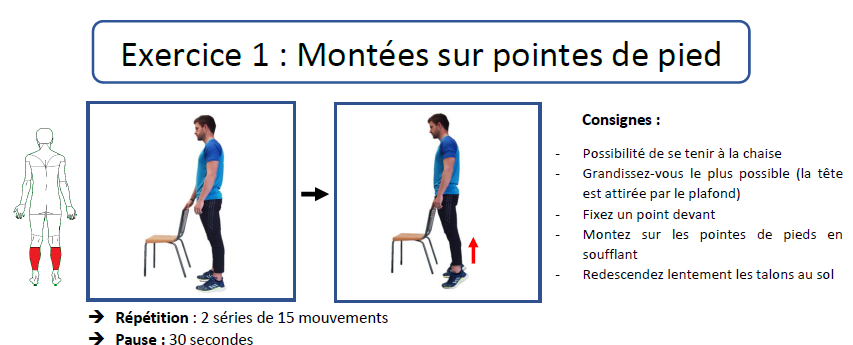 Exercice 1 : Montées sur pointes de pied
Consignes :
- Possibilité de se tenir à la chaise
- Grandissez-vous le plus possible (la tête
est attirée par le plafond)
- Fixez un point devant
- Montez sur les pointes de pieds en
soufflant
- Redescendez lentement les talons au sol
➔ Répétition : 2 séries de 15 mouvements
➔ Pause : 30 secondes